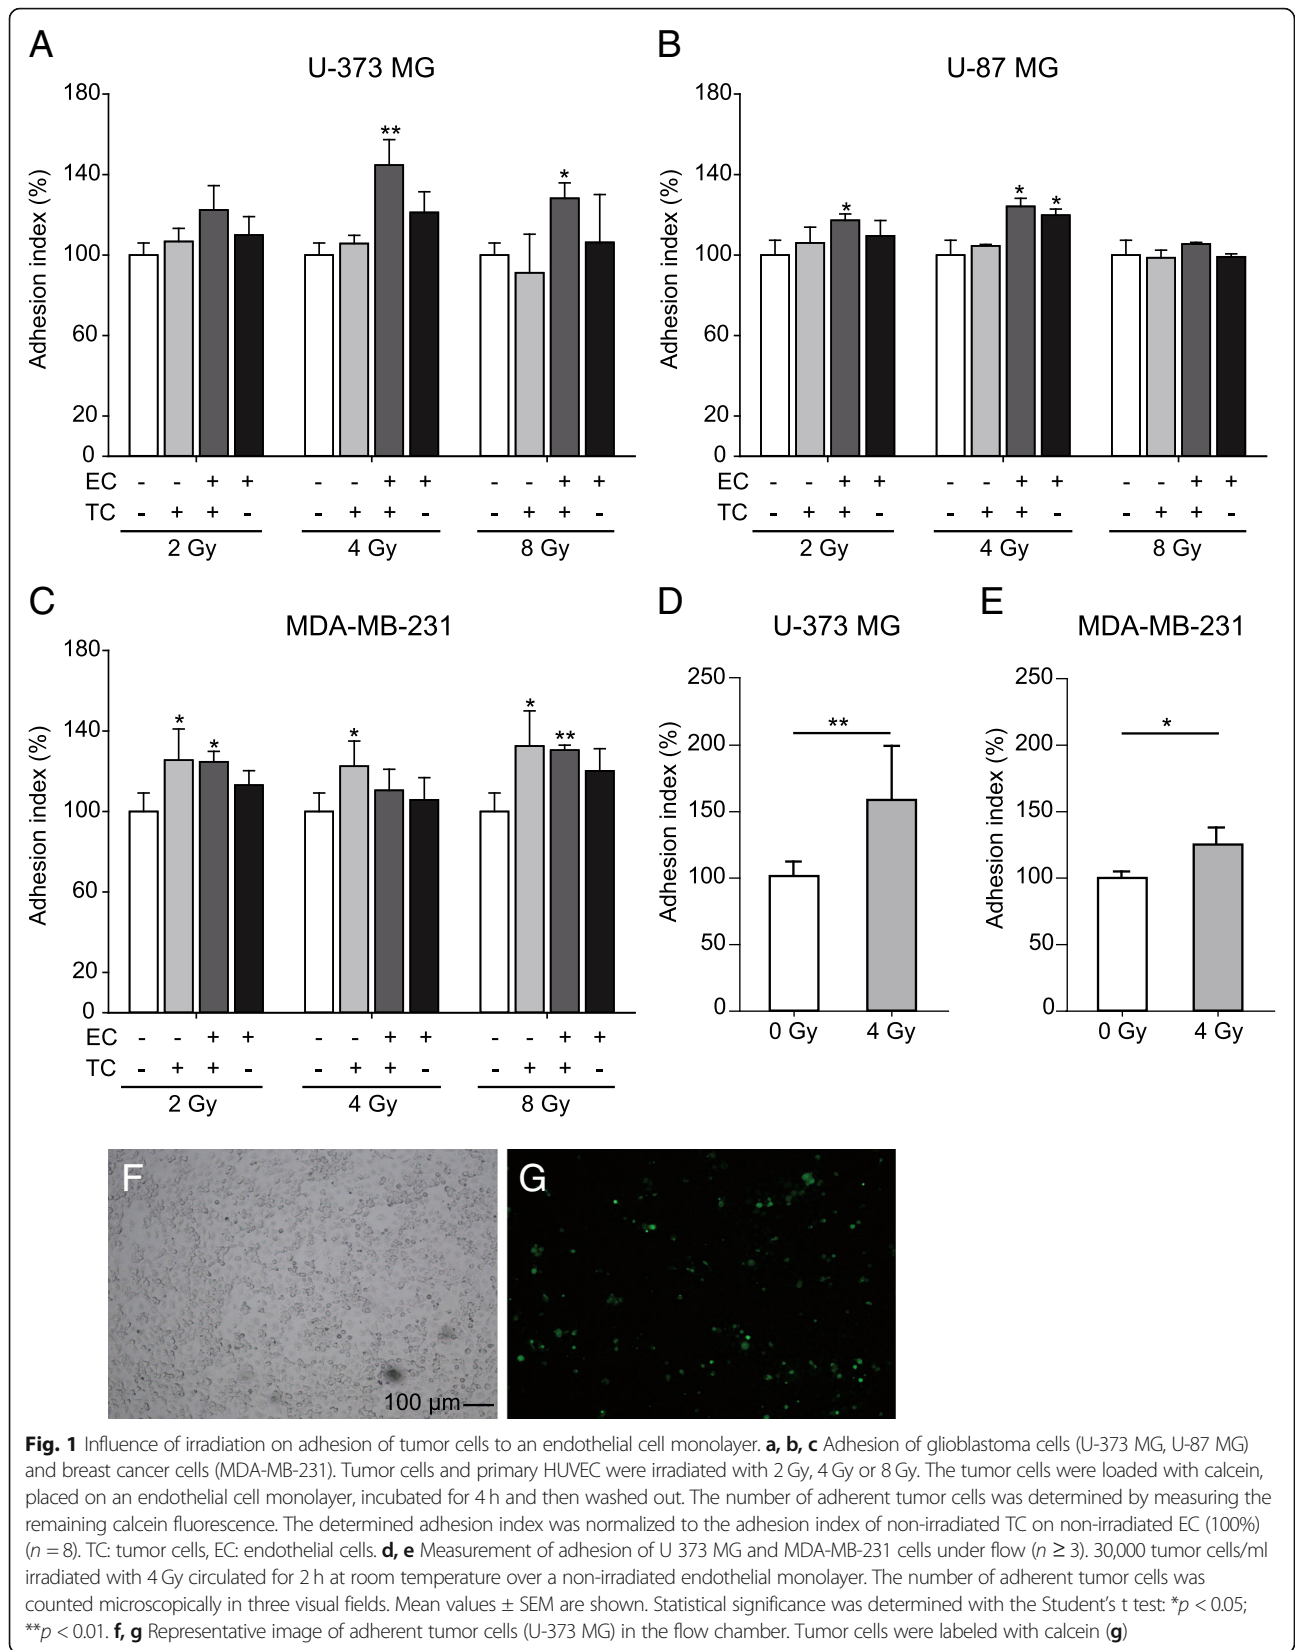 A
U-373 MG
180
140
100
60
20
0
Adhesion index (%)
** *
EC - - + + - - + + - - + +
TC - + + - - + + - - + + -
2 Gy 4 Gy 8 Gy
B
U-87 MG
180
140
100
60
20
0
Adhesion index (%)
* * *
EC - - + + - - + + - - + +
TC - + + - - + + - - + + -
2 Gy 4 Gy 8 Gy
C
MDA-MB-231
180
140
100
60
20
0
Adhesion index (%)
* * * * **
EC - - + + - - + + - - + +
TC - + + - - + + - - + + -
2 Gy 4 Gy 8 Gy
D
U-373 MG
250
200
150
100
50
0
Adhesion index (%)
**
0 Gy 4 Gy
E
MDA-MB-231
250
200
150
100
50
0
Adhesion index (%)
*
0 Gy 4 Gy
F
100 µm
G
Fig. 1 Influence of irradiation on adhesion of tumor cells to an endothelial cell monolayer. a, b, c Adhesion of glioblastoma cells (U-373 MG, U-87 MG)
and breast cancer cells (MDA-MB-231). Tumor cells and primary HUVEC were irradiated with 2 Gy, 4 Gy or 8 Gy. The tumor cells were loaded with calcein,
placed on an endothelial cell monolayer, incubated for 4 h and then washed out. The number of adherent tumor cells was determined by measuring the
remaining calcein fluorescence. The determined adhesion index was normalized to the adhesion index of non-irradiated TC on non-irradiated EC (100%)
(n = 8). TC: tumor cells, EC: endothelial cells. d, e Measurement of adhesion of U 373 MG and MDA-MB-231 cells under flow (n ≥ 3). 30,000 tumor cells/ml
irradiated with 4 Gy circulated for 2 h at room temperature over a non-irradiated endothelial monolayer. The number of adherent tumor cells was
counted microscopically in three visual fields. Mean values ± SEM are shown. Statistical significance was determined with the Student's t test: *p < 0.05;
**p < 0.01. f, g Representative image of adherent tumor cells (U-373 MG) in the flow chamber. Tumor cells were labeled with calcein (g)